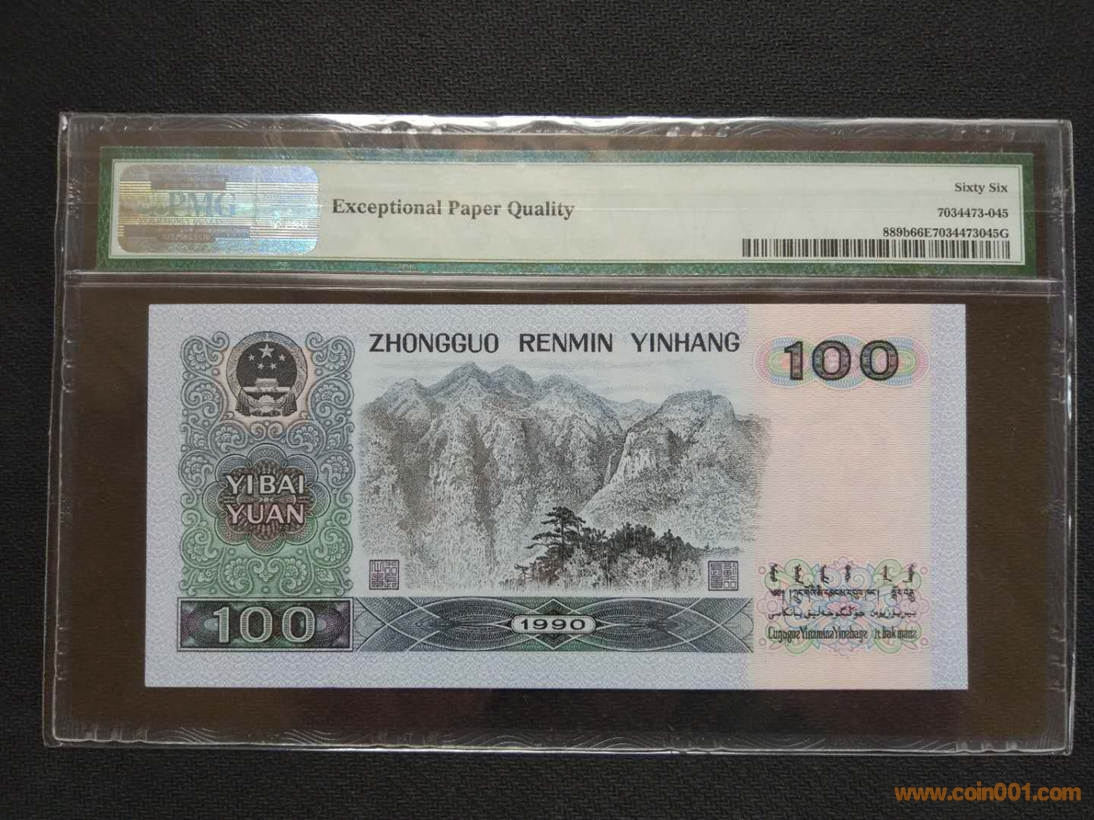 PMG
Exceptional Paper Quality
Sixty Six
7034473-045
889b66E7034473045G
ZHONGGUO RENMIN YINHANG
100
YIBAI
YUAN
100
1990
www.coin001.com